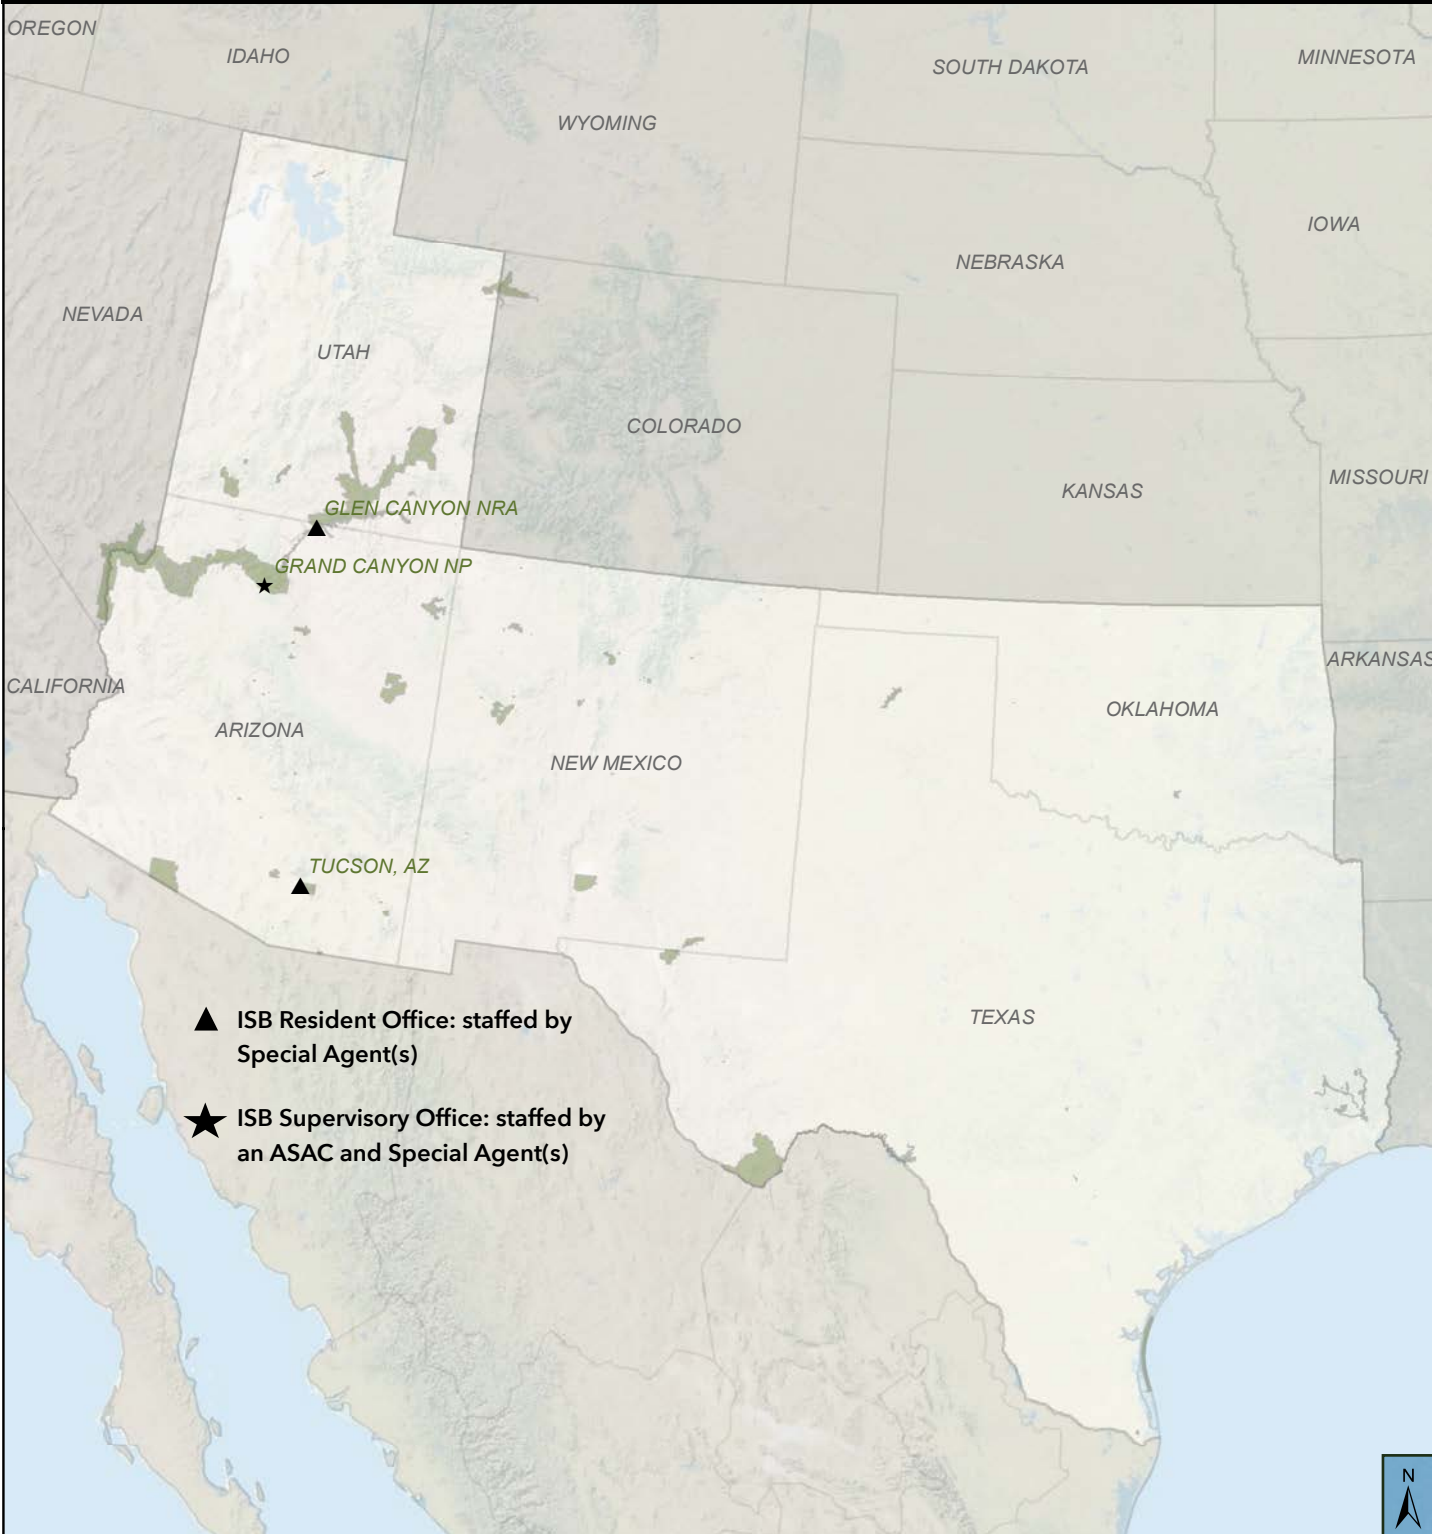 OREGON
IDAHO
MINNESOTA
SOUTH DAKOTA
WYOMING
IOWA
NEBRASKA
NEVADA
UTAH
COLORADO
MISSOURI
KANSAS
GLEN CANYON NRA
GRAND CANYON NP
ARKANSAS
CALIFORNIA
OKLAHOMA
ARIZONA
NEW MEXICO
TUCSON, AZ
TEXAS
ISB Resident Office: staffed by
Special Agent(s)
ISB Supervisory Office: staffed by
an ASAC and Special Agent(s)
N